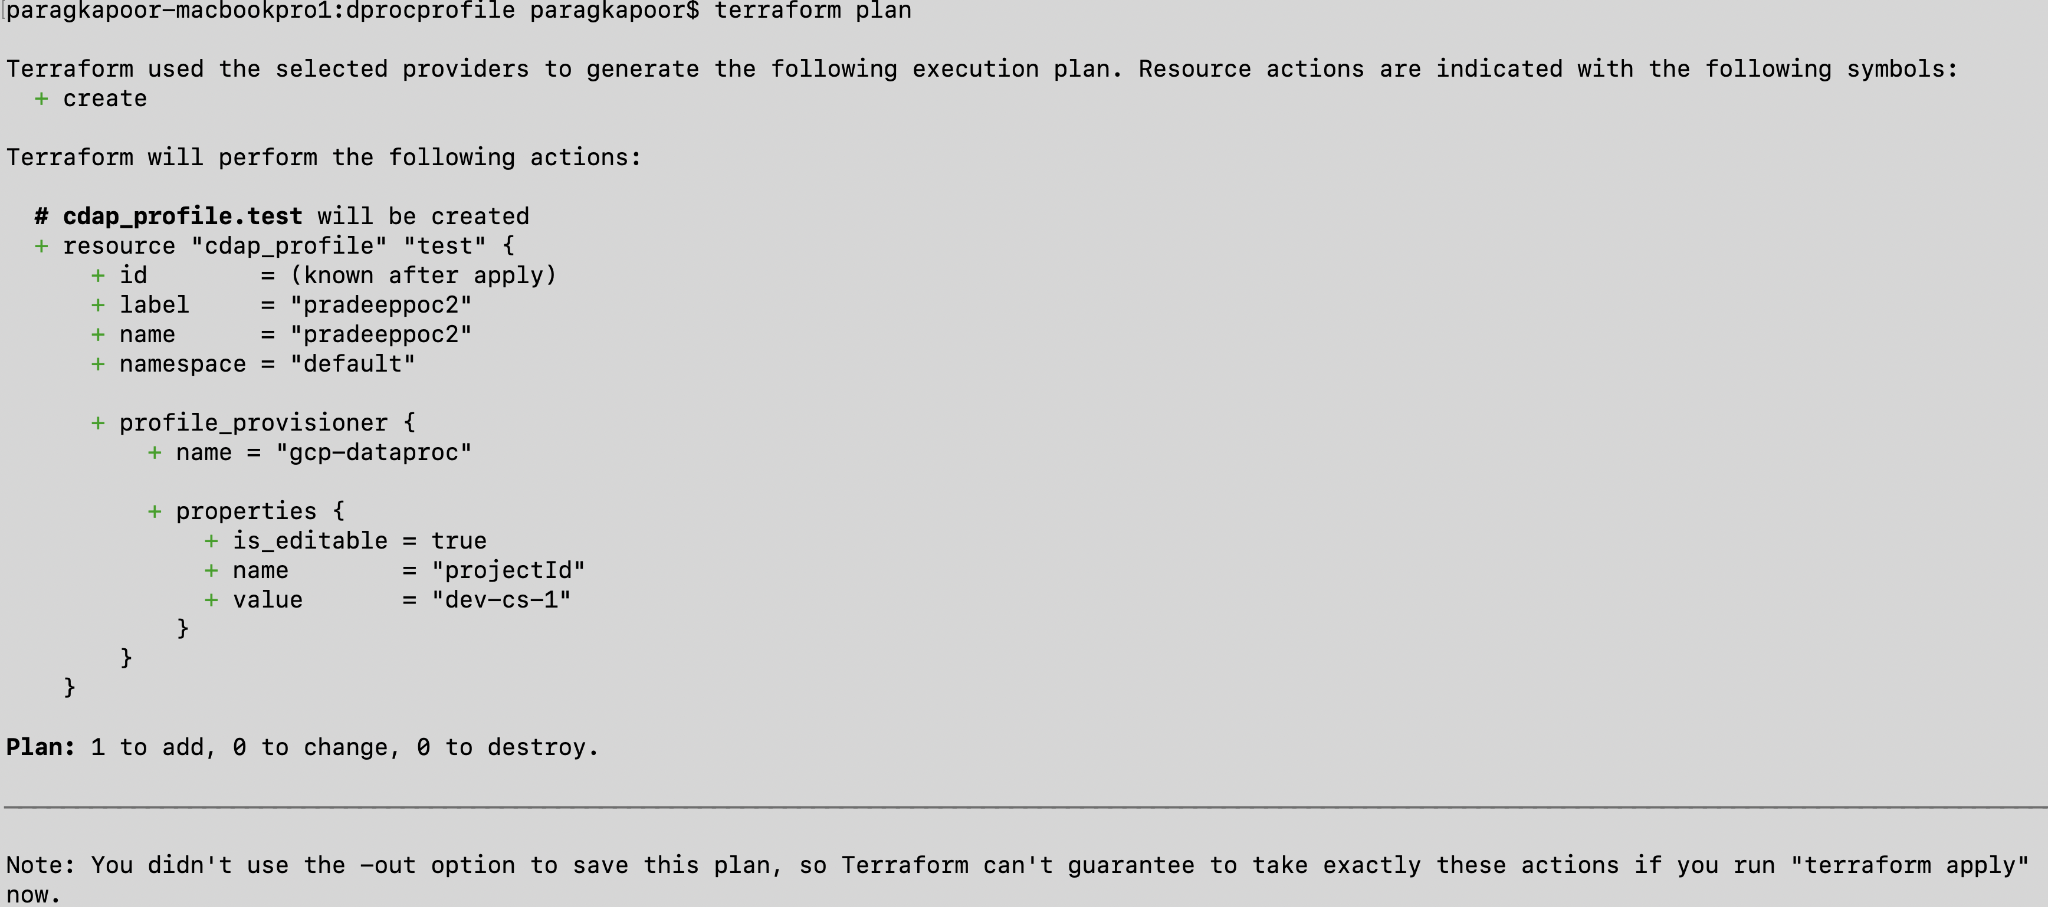 paragkapoor-macbookpro1:dprocprofile paragkapoor$ terraform plan
Terraform used the selected providers to generate the following execution plan. Resource actions are indicated with the following symbols:
  + create
Terraform will perform the following actions:
  # cdap_profile.test will be created
  + resource "cdap_profile" "test" {
      + id        = (known after apply)
      + label     = "pradeeppoc2"
      + name      = "pradeeppoc2"
      + namespace = "default"
      + profile_provisioner {
          + name = "gcp-dataproc"
          + properties {
              + is_editable = true
              + name        = "projectId"
              + value       = "dev-cs-1"
            }
        }
    }
Plan: 1 to add, 0 to change, 0 to destroy.
Note: You didn't use the -out option to save this plan, so Terraform can't guarantee to take exactly these actions if you run "terraform apply"
now.